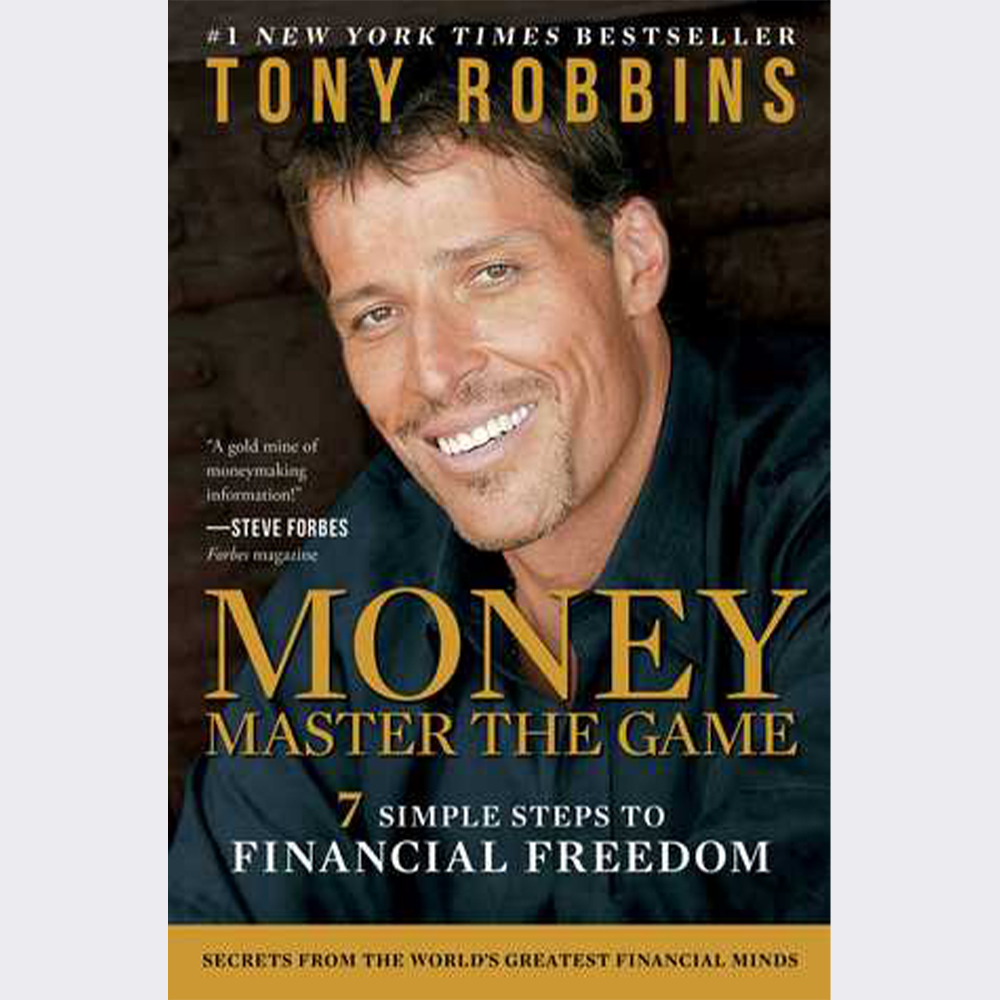 #1 NEW YORK TIMES BESTSELLER
TONY ROBBINS
"A gold mine of
moneymaking
information!"
—STEVE FORBES
Forbes magazine
MONEY
MASTER THE GAME
7 SIMPLE STEPS TO
FINANCIAL FREEDOM
SECRETS FROM THE WORLD'S GREATEST FINANCIAL MINDS